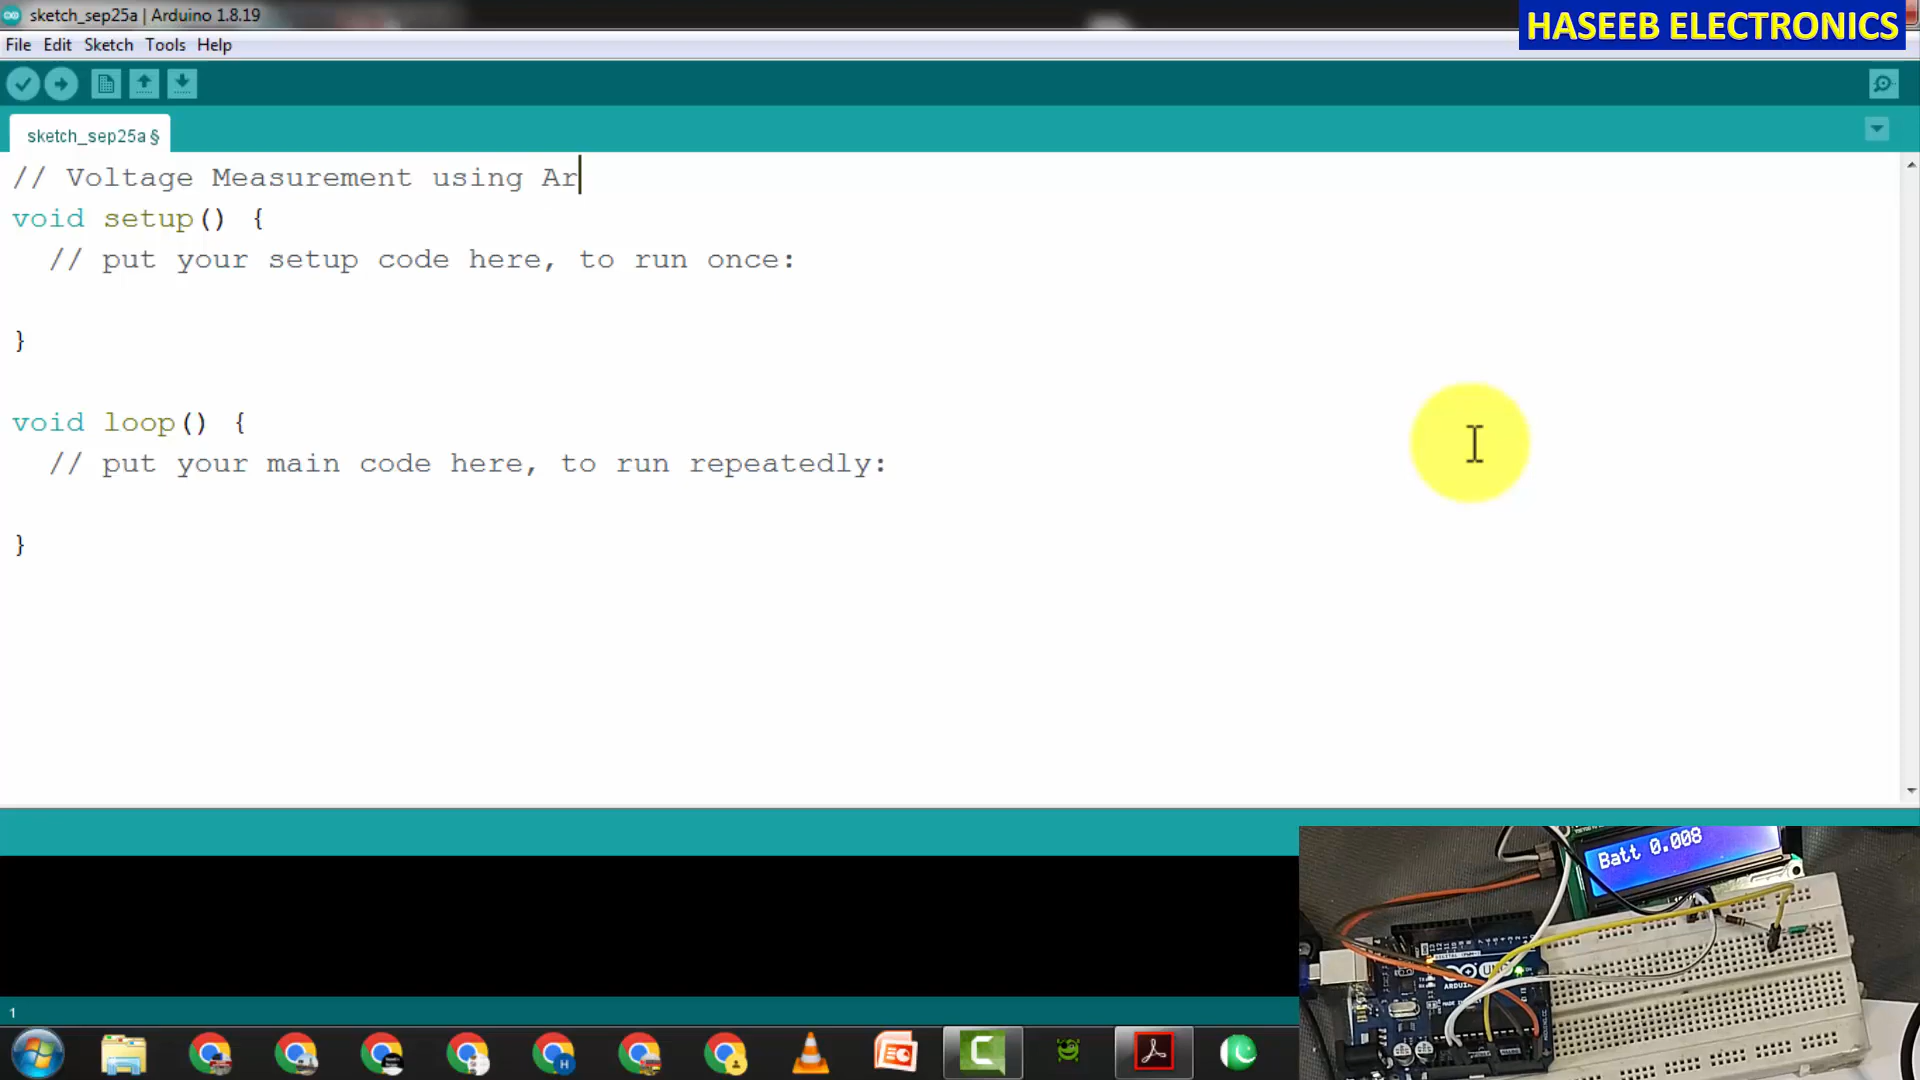 sketch_sep25a | Arduino 1.8.19
HASEEB ELECTRONICS
File Edit Sketch Tools Help
sketch_sep25a §
// Voltage Measurement using Ar
void setup() {
// put your setup code here, to run once:
}
void loop() {
// put your main code here, to run repeatedly:
}
Batt 0.008
1